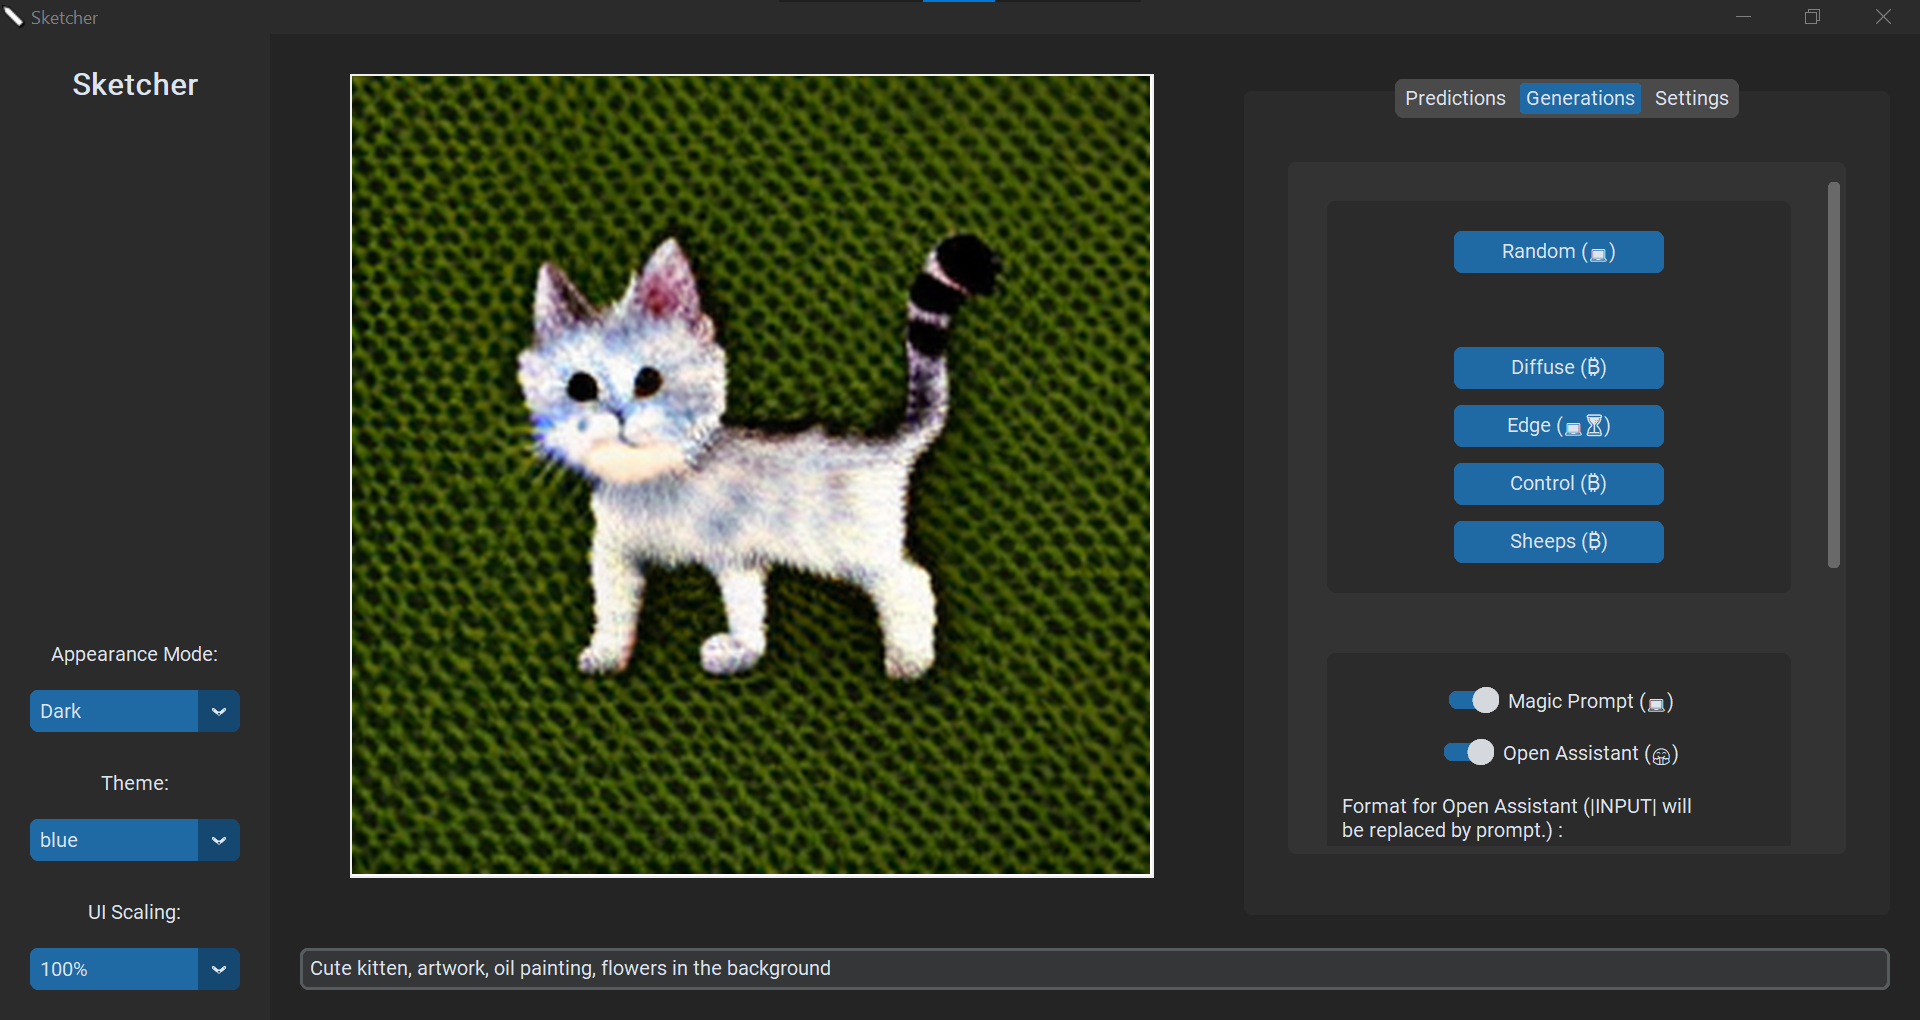 Sketcher
Sketcher
Predictions Generations Settings
Random (💻)
Diffuse (₿)
Edge (💻⏳)
Control (₿)
Sheeps (₿)
Magic Prompt (💻)
Open Assistant (🤗)
Format for Open Assistant (|INPUT| will
be replaced by prompt.) :
Appearance Mode:
Dark
Theme:
blue
UI Scaling:
100%
Cute kitten, artwork, oil painting, flowers in the background